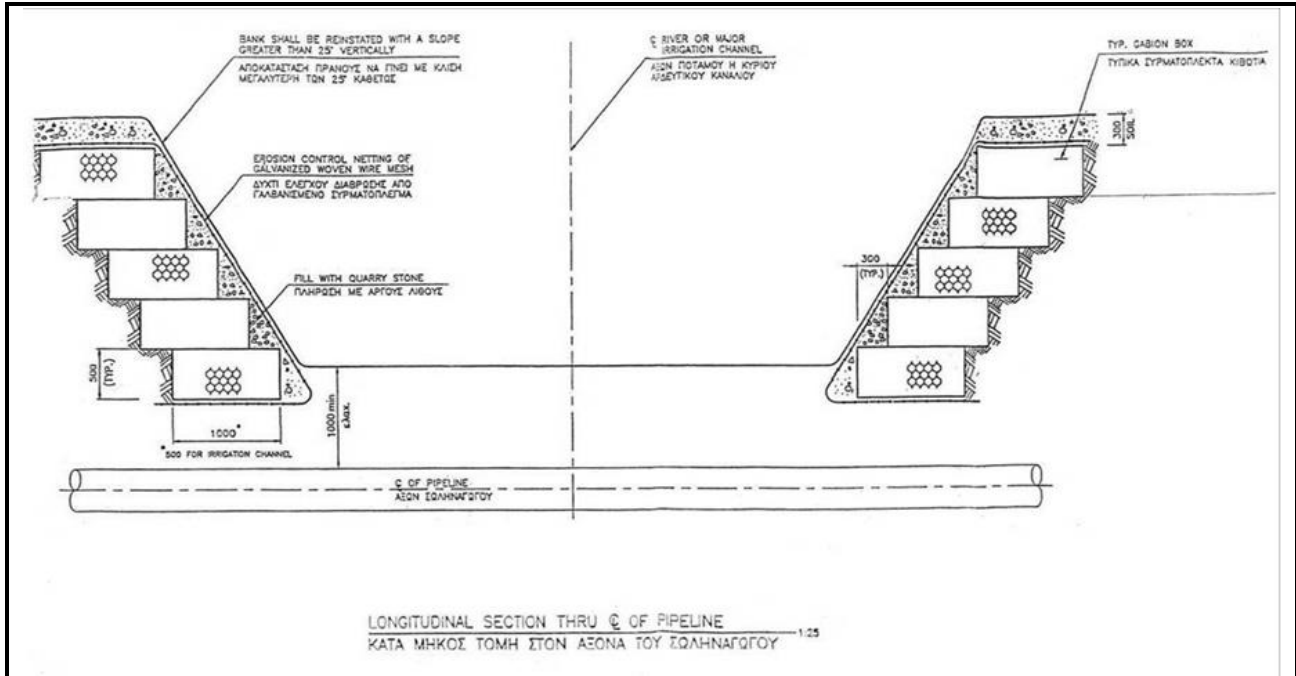 BANK SHALL BE REINSTATED WITH A SLOPE
GREATER THAN 25° VERTICALLY
ΑΠΟΚΑΤΑΣΤΑΣΗ ΠΡΑΝΟΥΣ ΝΑ ΓΙΝΕΙ ΜΕ ΚΛΙΣΗ
ΜΕΓΑΛΥΤΕΡΗ ΤΩΝ 25° ΚΑΘΕΤΩΣ
℄ RIVER OR MAJOR
IRRIGATION CHANNEL
ΑΞΩΝ ΠΟΤΑΜΟΥ Η ΚΥΡΙΟΥ
ΑΡΔΕΥΤΙΚΟΥ ΚΑΝΑΛΙΟΥ
TYP. GABION BOX
ΤΥΠΙΚΑ ΣΥΡΜΑΤΟΠΛΕΚΤΑ ΚΙΒΩΤΙΑ
300
SOIL
EROSION CONTROL NETTING OF
GALVANIZED WOVEN WIRE MESH
ΔΥΧΤΙ ΕΛΕΓΧΟΥ ΔΙΑΒΡΩΣΗΣ ΑΠΟ
ΓΑΛΒΑΝΙΣΜΕΝΟ ΣΥΡΜΑΤΟΠΛΕΓΜΑ
300
(TYP.)
FILL WITH QUARRY STONE
ΠΛΗΡΩΣΗ ΜΕ ΑΡΓΟΥΣ ΛΙΘΟΥΣ
500
(TYP.)
1000*
*500 FOR IRRIGATION CHANNEL
1000 min
ελαχ.
℄ OF PIPELINE
ΑΞΩΝ ΣΩΛΗΝΑΓΩΓΟΥ
LONGITUDINAL SECTION THRU ℄ OF PIPELINE
1:25
ΚΑΤΑ ΜΗΚΟΣ ΤΟΜΗ ΣΤΟΝ ΑΞΟΝΑ ΤΟΥ ΣΩΛΗΝΑΓΩΓΟΥ